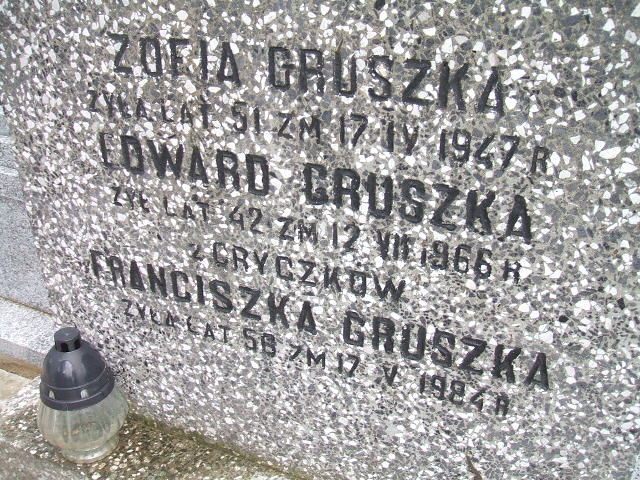 ZOFIA GRUSZKA
ŻYŁA LAT 51 ZM 17 IV 1947 R
EDWARD GRUSZKA
ŻYŁ LAT 42 ZM 12 VII 1966 R
Z GRYCZKÓW
FRANCISZKA GRUSZKA
ŻYŁA LAT 58 ZM 17 V 1984 R